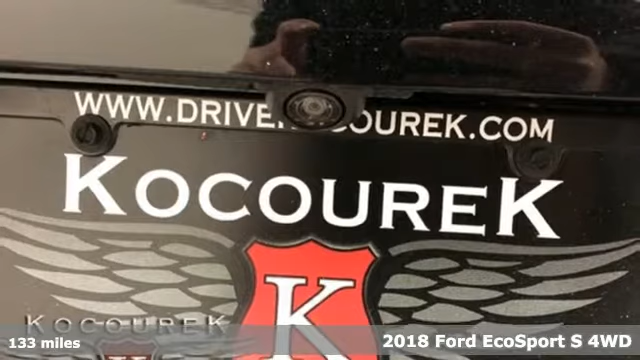 WWW.DRIVE COUREK.COM
KOCOUREK
K
KOCOUREK
133 miles
2018 Ford EcoSport S 4WD